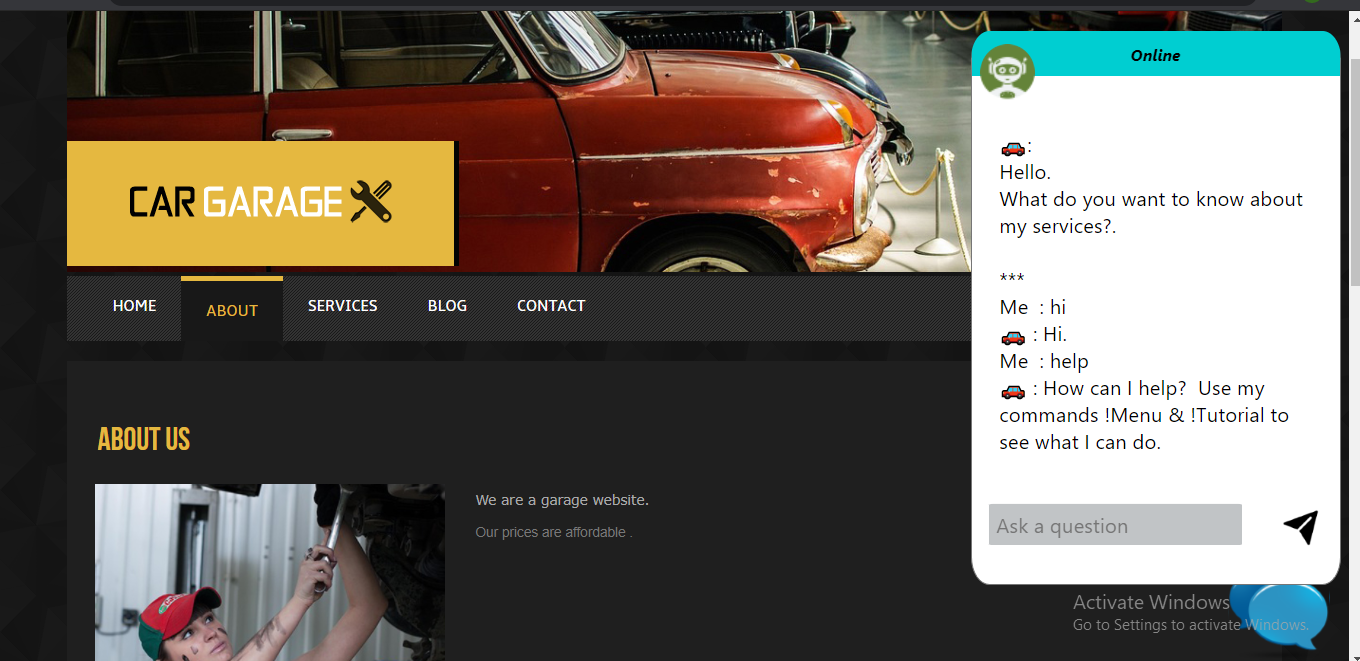 CAR GARAGE
HOME ABOUT SERVICES BLOG CONTACT
ABOUT US
We are a garage website.
Our prices are affordable .
Online
:
Hello.
What do you want to know about
my services?.
***
Me : hi
: Hi.
Me : help
: How can I help? Use my
commands !Menu & !Tutorial to
see what I can do.
Ask a question
Activate Windows
Go to Settings to activate Windows.